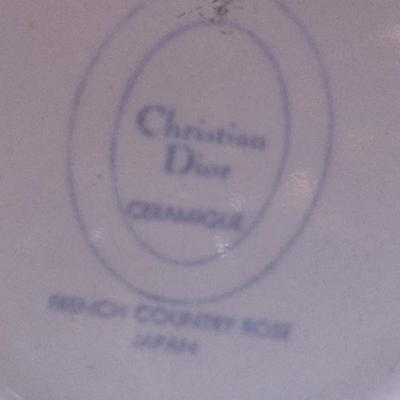 Christian
Dior
CERAMIQUE
FRENCH COUNTRY ROSE
JAPAN